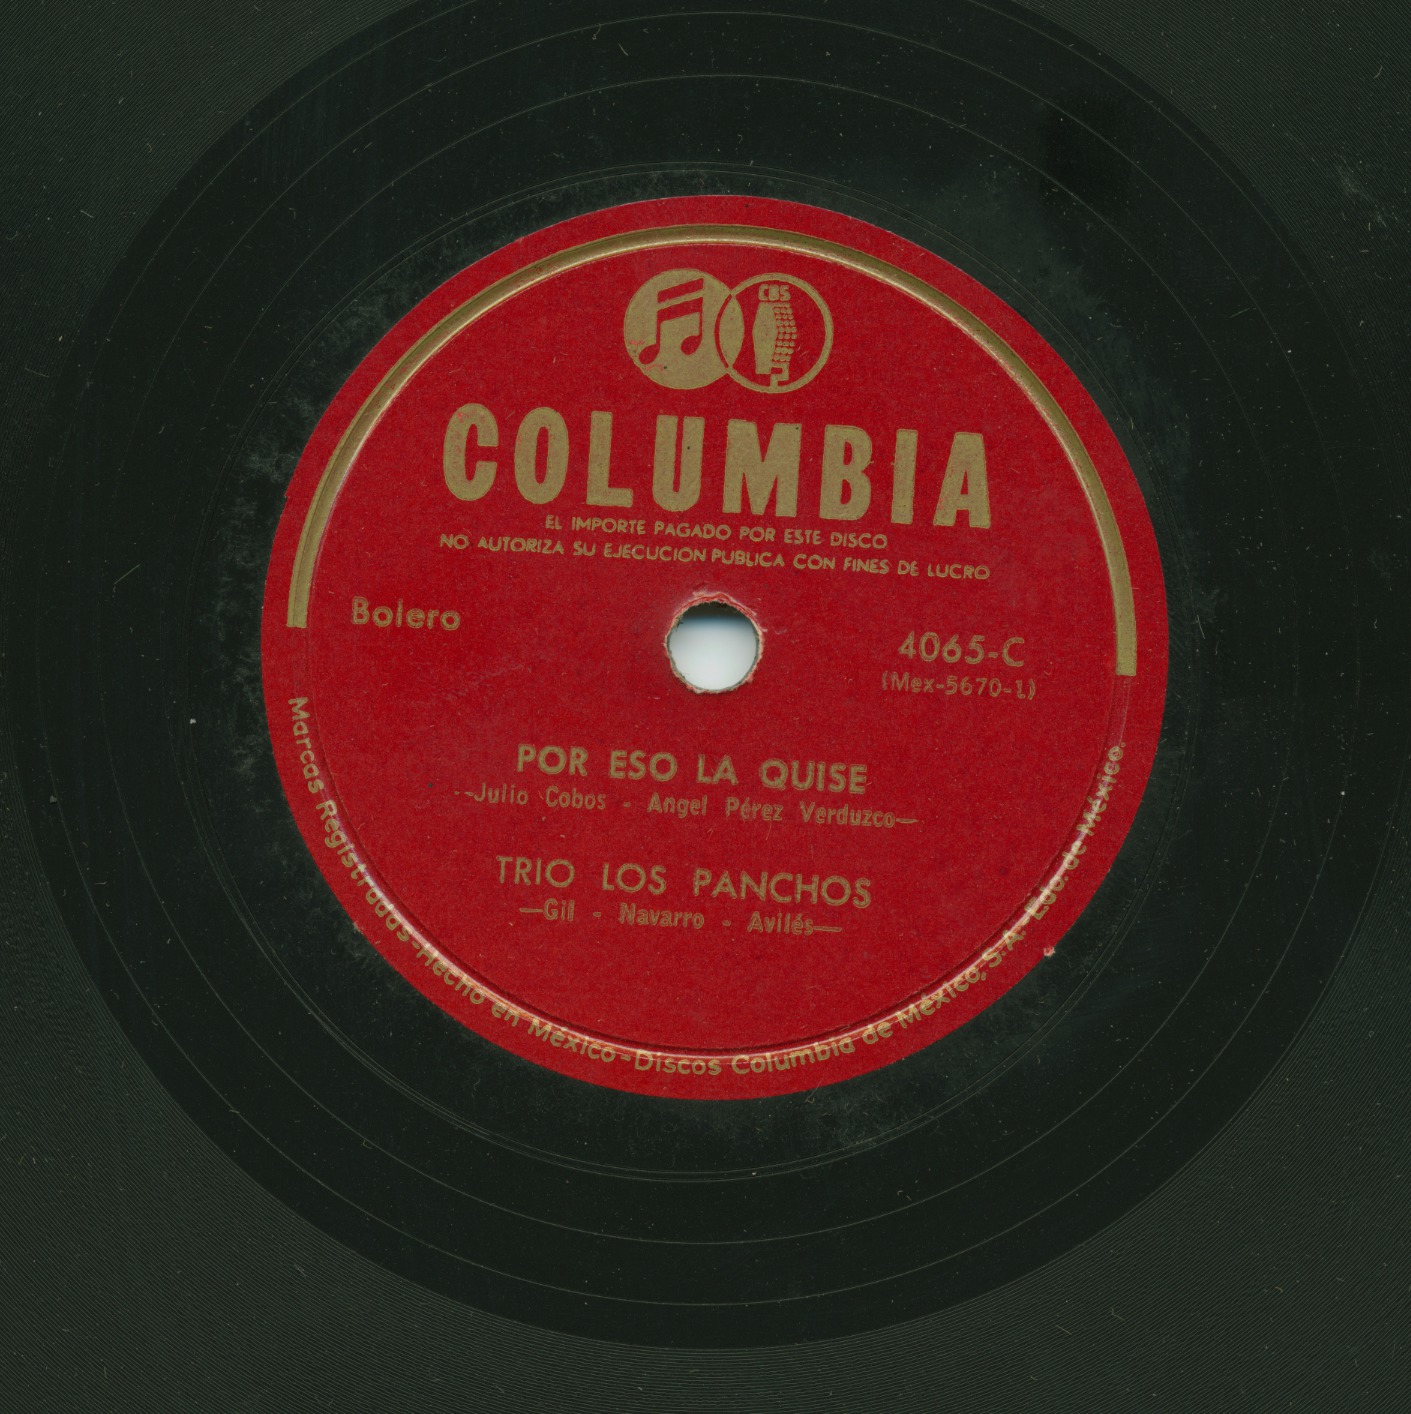 CBS
COLUMBIA
EL IMPORTE PAGADO POR ESTE DISCO
NO AUTORIZA SU EJECUCION PUBLICA CON FINES DE LUCRO
Bolero
4065-C
(Mex-5670-1)
POR ESO LA QUISE
—Julio Cobos - Angel Pérez Verduzco—
TRIO LOS PANCHOS
—Gil - Navarro - Avilés—
Marcas Registradas-Hecho en México-Discos Columbia de México, S.A.-Edo. de México.